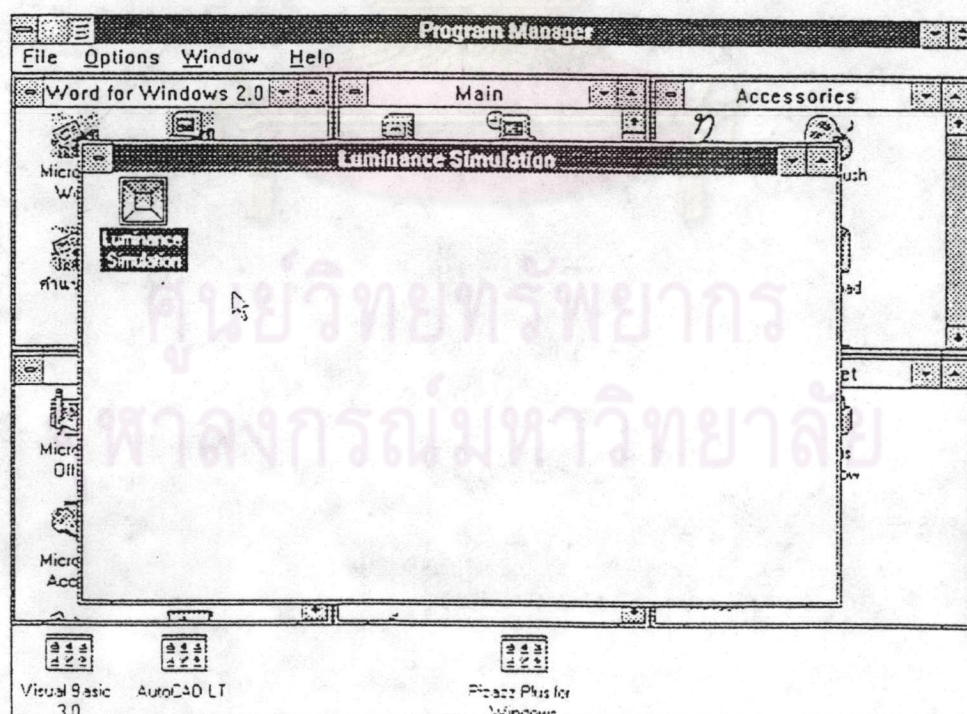 Program Manager
File Options Window Help
Word for Windows 2.0
Main
Accessories
Luminance Simulation
Luminance
Simulation
ศูนย์วิทยทรัพยากร
จุฬาลงกรณ์มหาวิทยาลัย
Visual Basic
3.0
AutoCAD LT
Pizazz Plus for
Windows